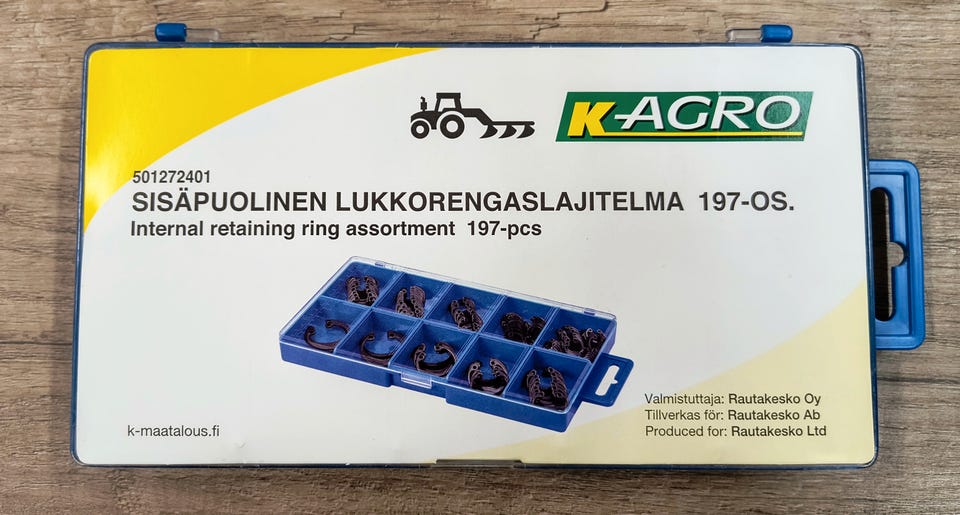 K-AGRO
501272401
SISÄPUOLINEN LUKKORENGASLAJITELMA 197-OS.
Internal retaining ring assortment 197-pcs
Valmistuttaja: Rautakesko Oy
Tillverkas för: Rautakesko Ab
Produced for: Rautakesko Ltd
k-maatalous.fi